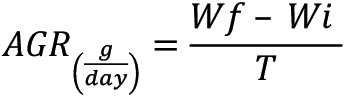 AGR(g/day) = Wf – Wi / T